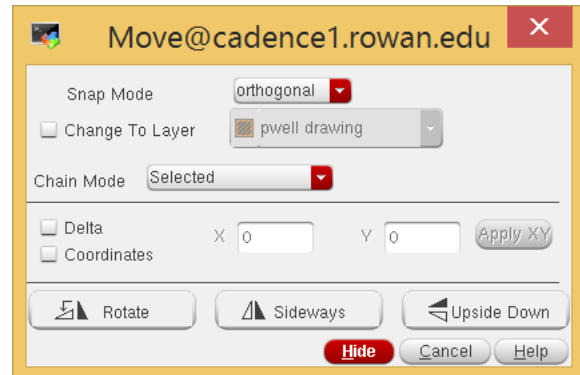 Move@cadence1.rowan.edu
Snap Mode orthogonal
Change To Layer pwell drawing
Chain Mode Selected
Delta
X 0 Y 0 Apply XY
Coordinates
Rotate Sideways Upside Down
Hide Cancel Help